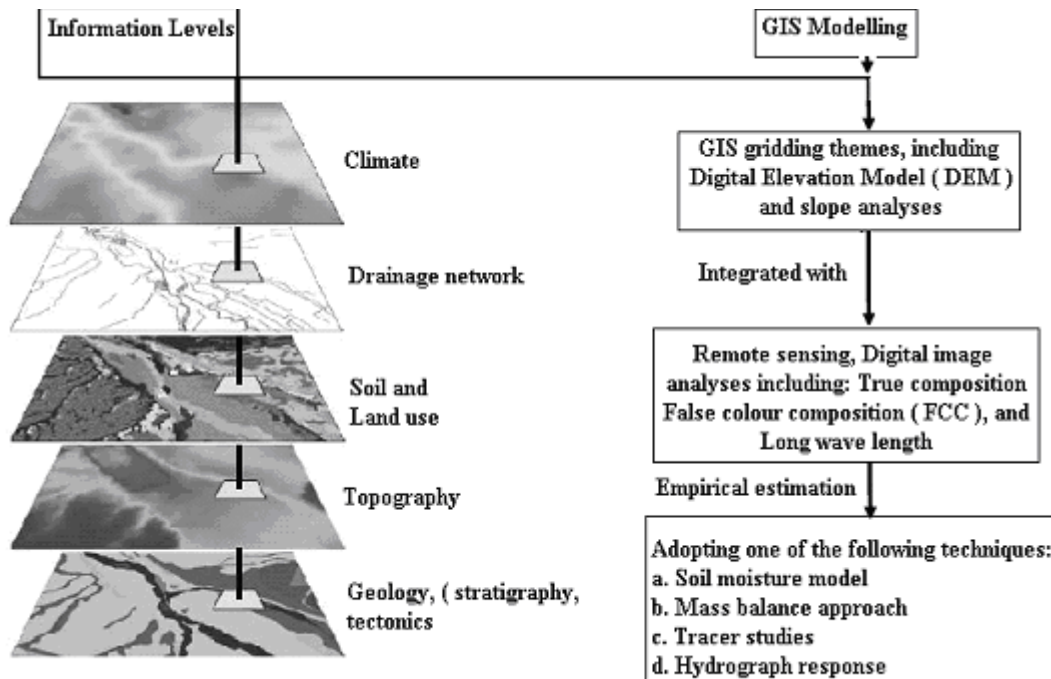 Information Levels
GIS Modelling
Climate
Drainage network
Soil and
Land use
Topography
Geology, ( stratigraphy,
tectonics
GIS gridding themes, including
Digital Elevation Model ( DEM )
and slope analyses
Integrated with
Remote sensing, Digital image
analyses including: True composition
False colour composition ( FCC ), and
Long wave length
Empirical estimation
Adopting one of the following techniques:
a. Soil moisture model
b. Mass balance approach
c. Tracer studies
d. Hydrograph response